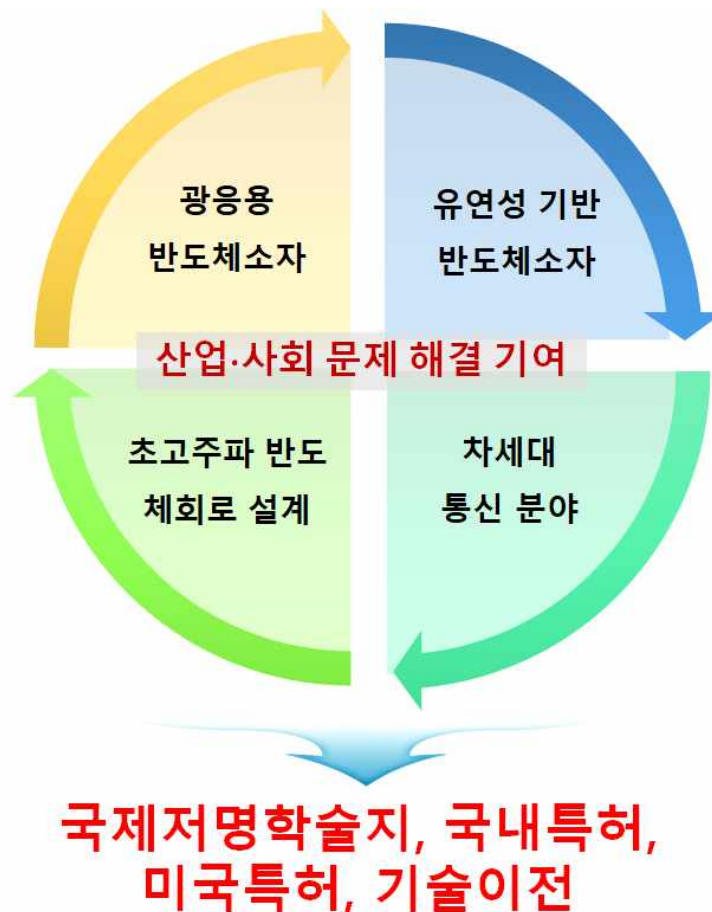 광응용
반도체소자
유연성 기반
반도체소자
산업·사회 문제 해결 기여
초고주파 반도
체회로 설계
차세대
통신 분야
국제저명학술지, 국내특허,
미국특허, 기술이전